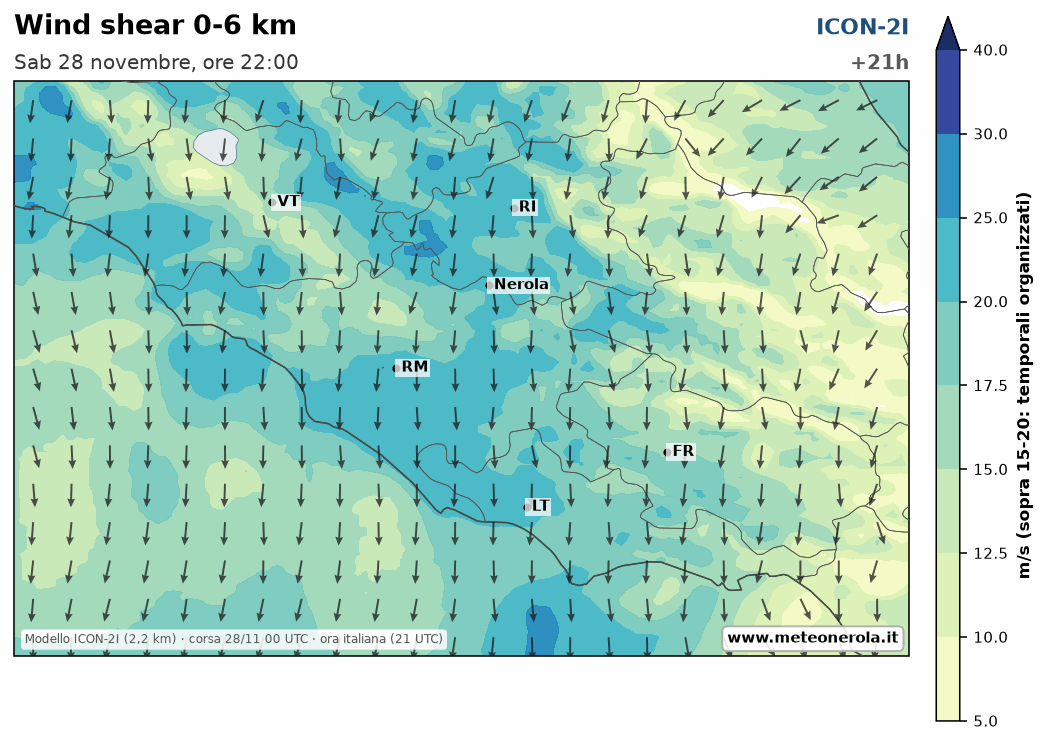 Wind shear 0-6 km
ICON-2I
Sab 28 novembre, ore 22:00
+21h
VT
RI
Nerola
RM
FR
LT
Modello ICON-2I (2,2 km) · corsa 28/11 00 UTC · ora italiana (21 UTC)
www.meteonerola.it
40.0
30.0
25.0
20.0
17.5
15.0
12.5
10.0
5.0
m/s (sopra 15-20: temporali organizzati)